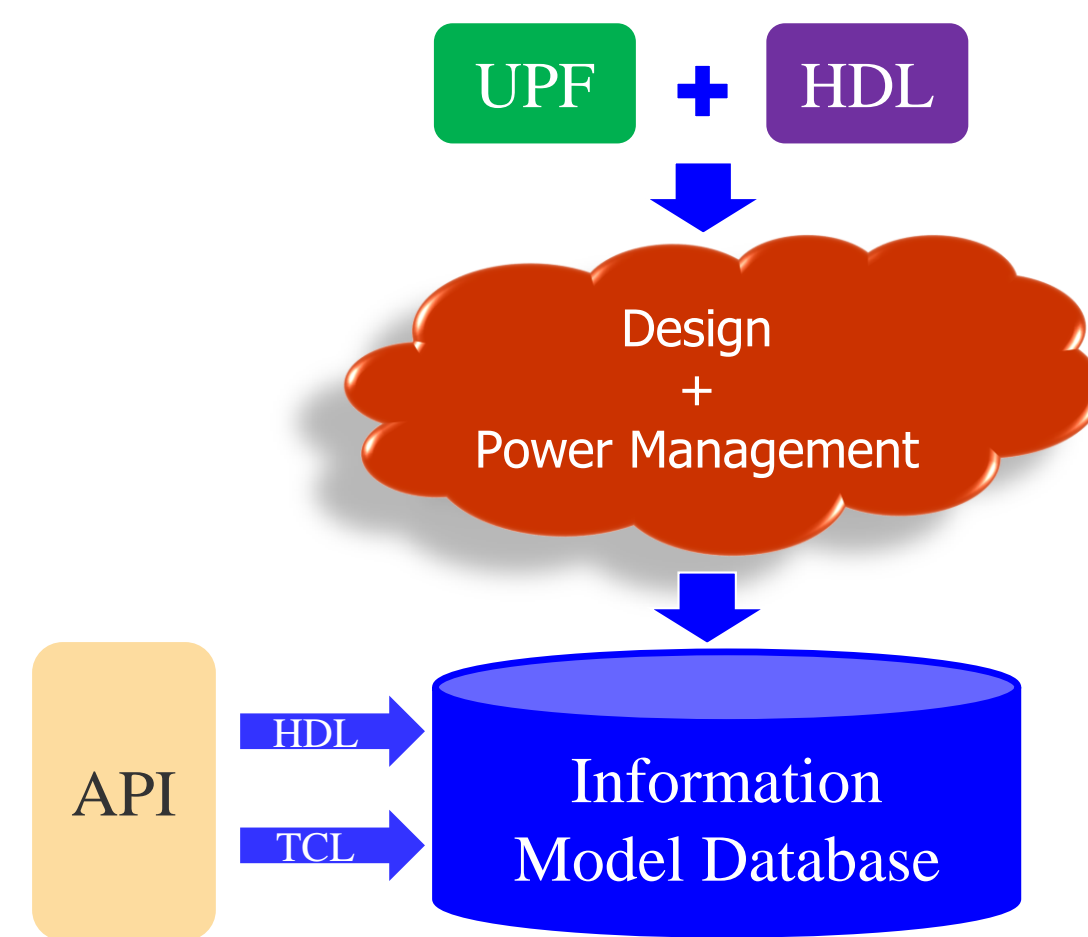 UPF + HDL
Design
+
Power Management
API
HDL
TCL
Information
Model Database